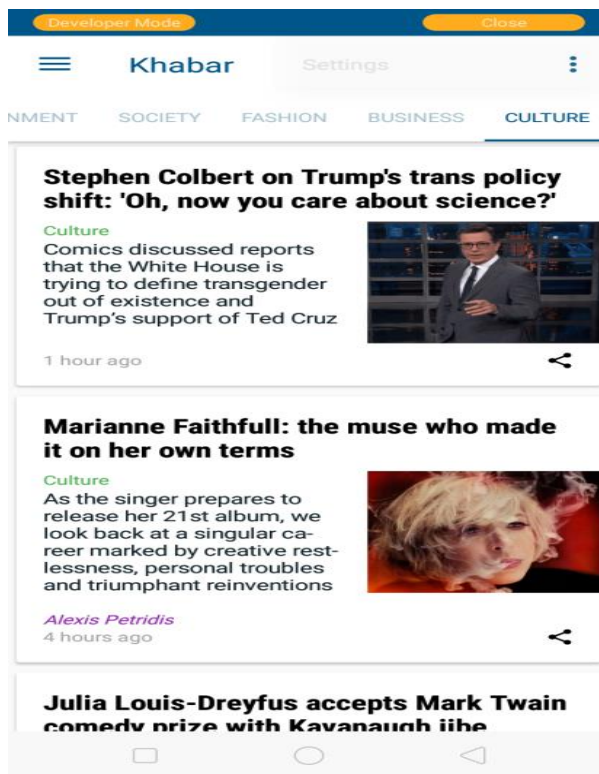 Developer Mode
Close
Khabar
Settings
NMENT SOCIETY FASHION BUSINESS CULTURE
Stephen Colbert on Trump's trans policy
shift: 'Oh, now you care about science?'
Culture
Comics discussed reports
that the White House is
trying to define transgender
out of existence and
Trump’s support of Ted Cruz
1 hour ago
Marianne Faithfull: the muse who made
it on her own terms
Culture
As the singer prepares to
release her 21st album, we
look back at a singular ca-
reer marked by creative rest-
lessness, personal troubles
and triumphant reinventions
Alexis Petridis
4 hours ago
Julia Louis-Dreyfus accepts Mark Twain
comedy prize with Kavanaugh jibe